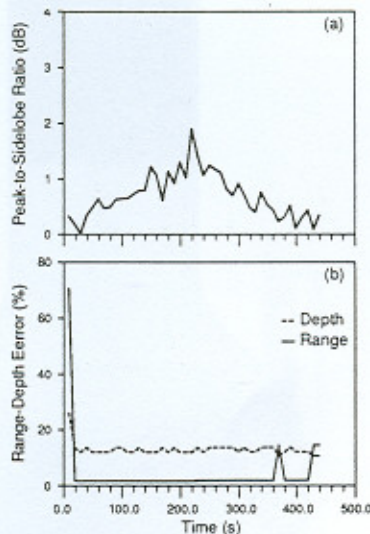 (a)
Peak-to-Sidelobe Ratio (dB)
4
3
2
1
0
(b)
Range-Depth Eerror (%)
80
60
40
20
0
Depth
Range
0.0 100.0 200.0 300.0 400.0 500.0
Time (s)